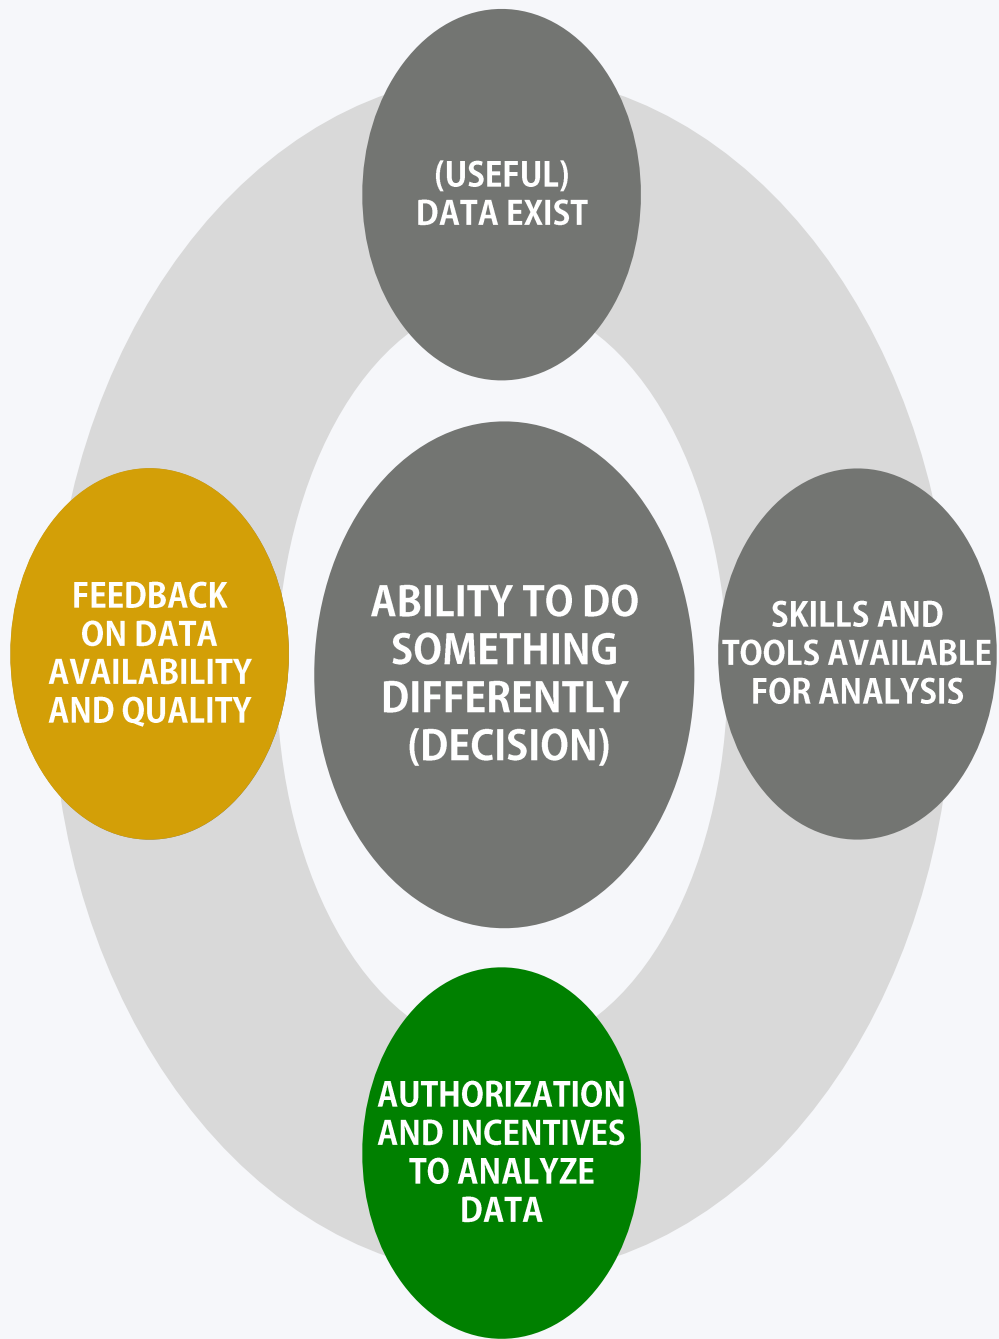 (USEFUL)
DATA EXIST
FEEDBACK
ON DATA
AVAILABILITY
AND QUALITY
ABILITY TO DO
SOMETHING
DIFFERENTLY
(DECISION)
SKILLS AND
TOOLS AVAILABLE
FOR ANALYSIS
AUTHORIZATION
AND INCENTIVES
TO ANALYZE
DATA